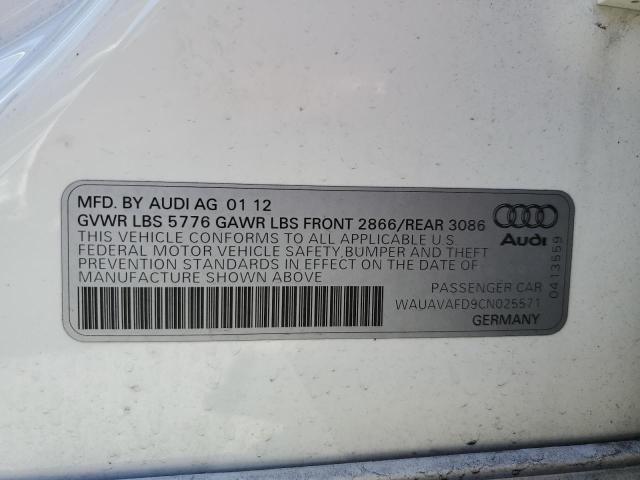 MFD. BY AUDI AG 01 12
GVWR LBS 5776 GAWR LBS FRONT 2866/REAR 3086
THIS VEHICLE CONFORMS TO ALL APPLICABLE U.S.
FEDERAL MOTOR VEHICLE SAFETY, BUMPER AND THEFT
PREVENTION STANDARDS IN EFFECT ON THE DATE OF
MANUFACTURE SHOWN ABOVE
Audi
0413559
PASSENGER CAR
WAUAVAFD9CN025571
GERMANY